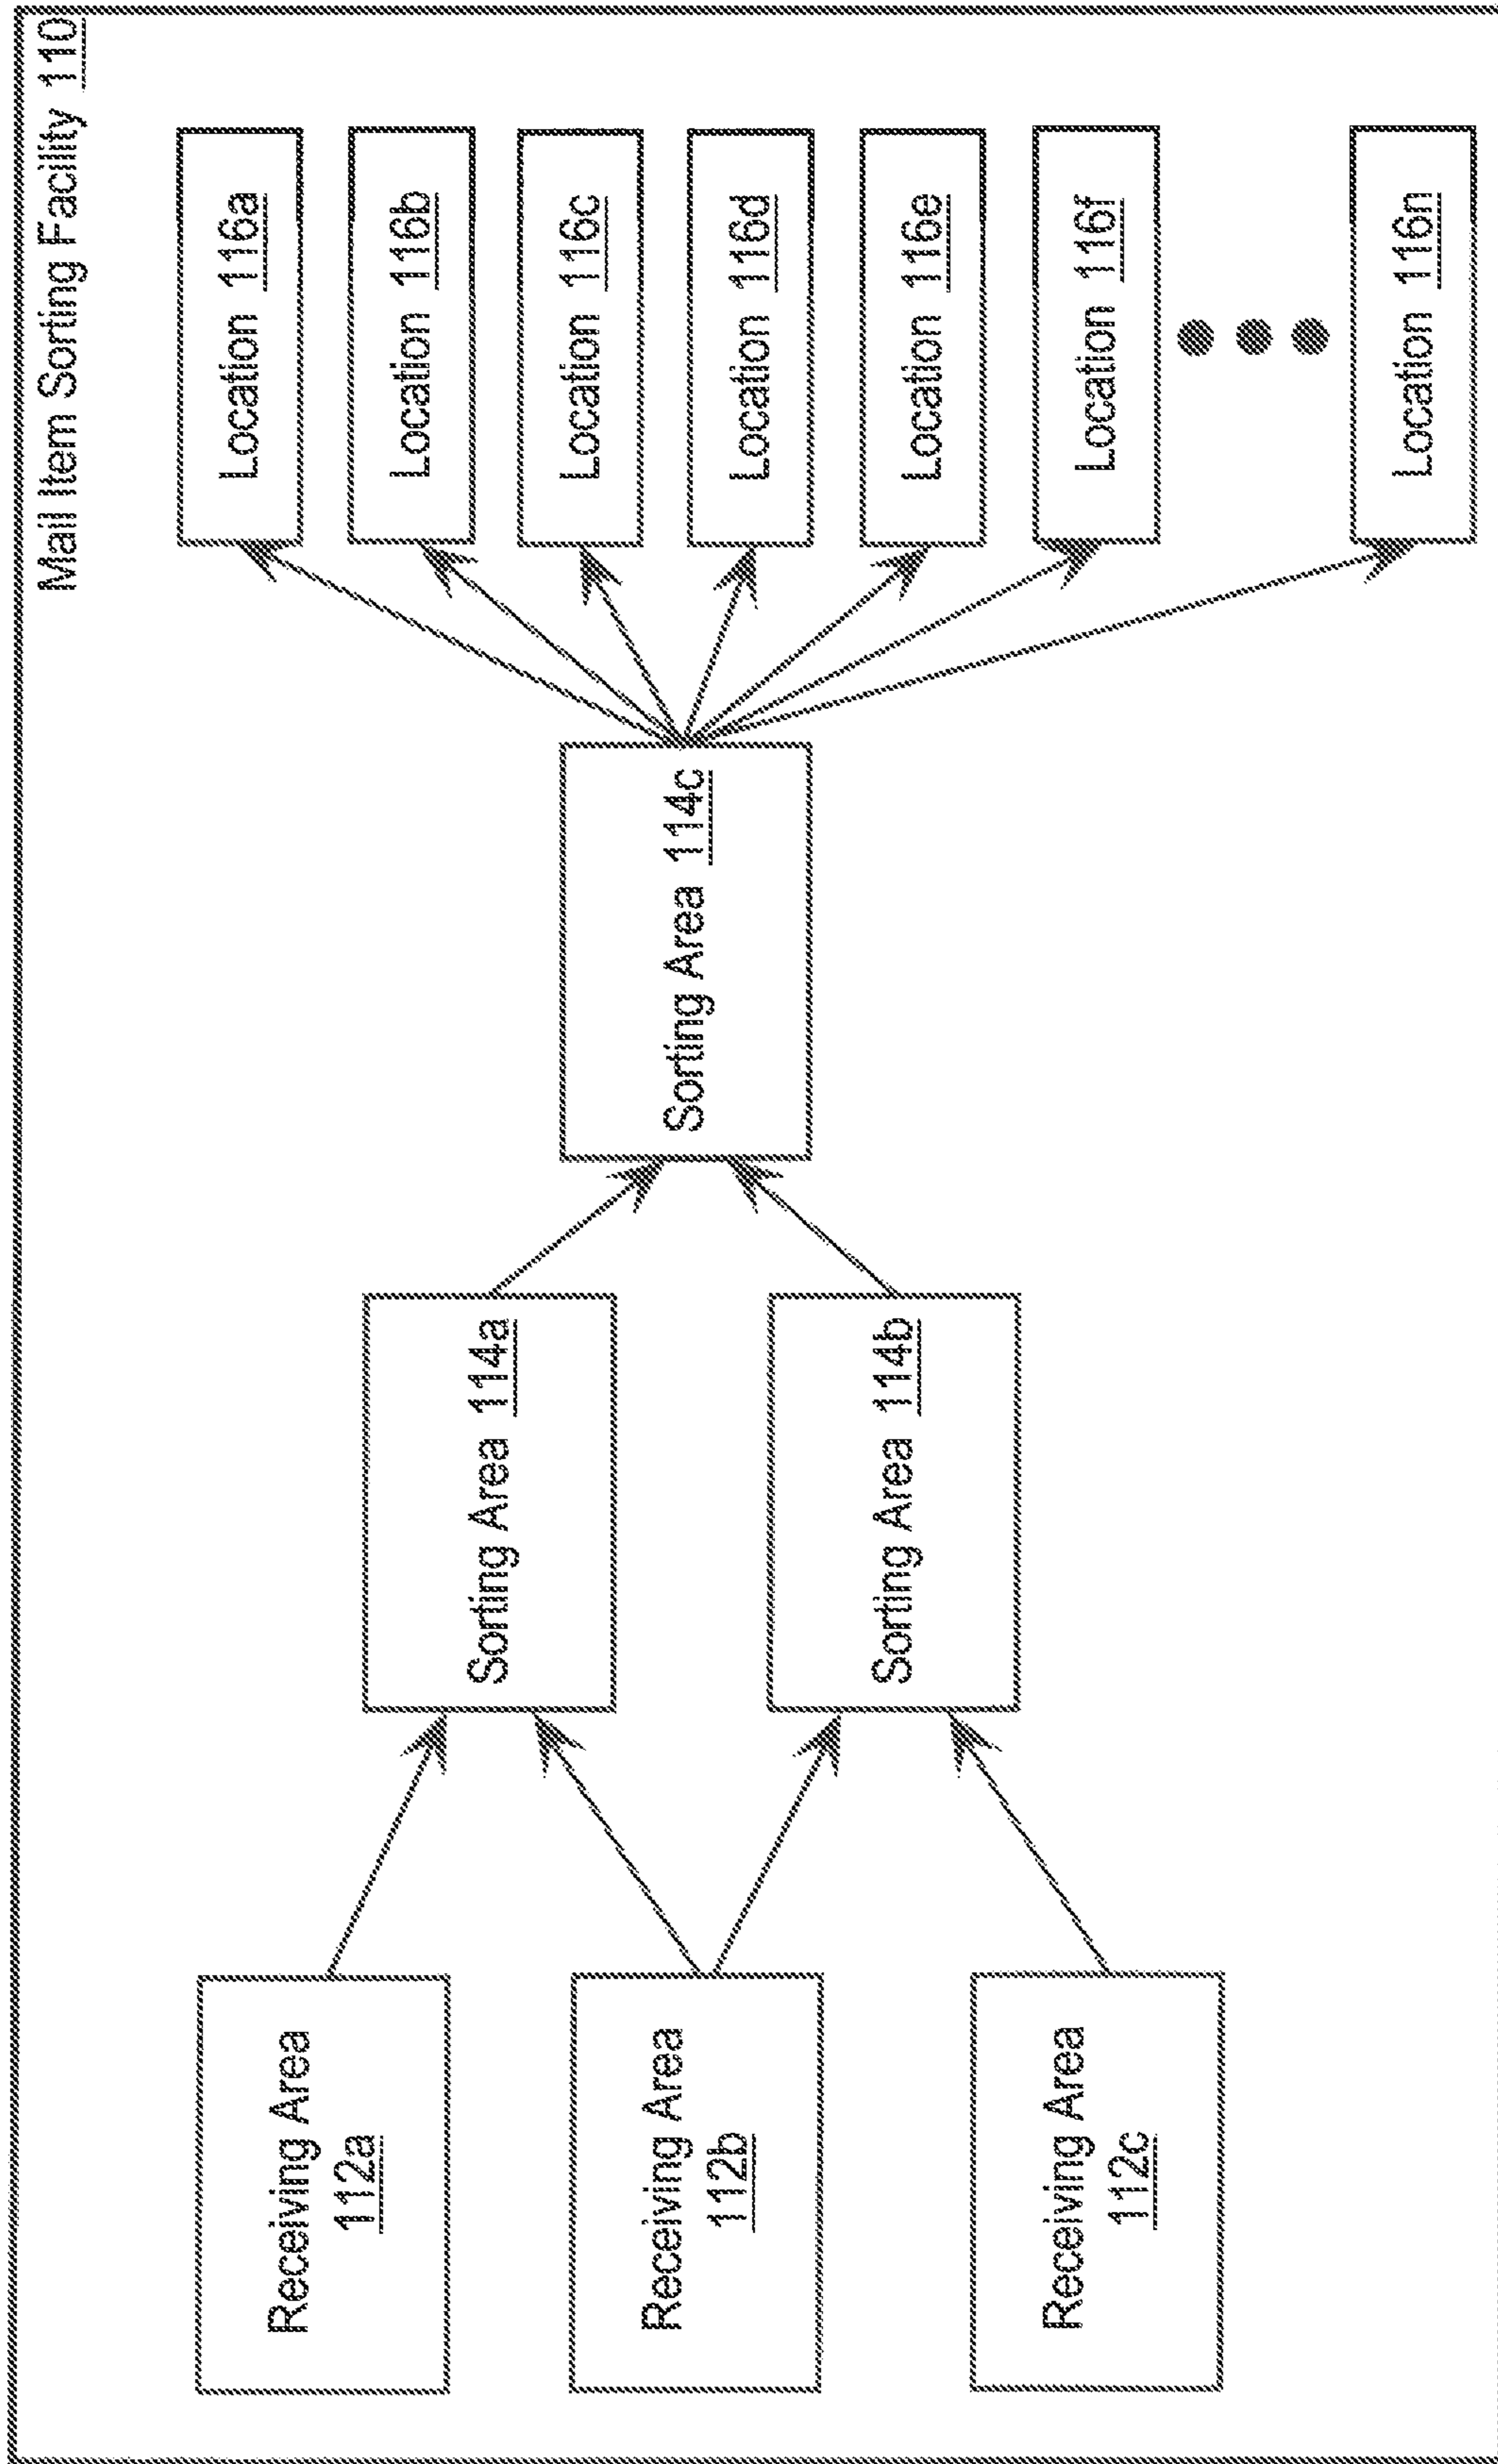 Mail Item Sorting Facility 110
Receiving Area
112a
Receiving Area
112b
Receiving Area
112c
Sorting Area 114a
Sorting Area 114b
Sorting Area 114c
Location 116a
Location 116b
Location 116c
Location 116d
Location 116e
Location 116f
Location 116n